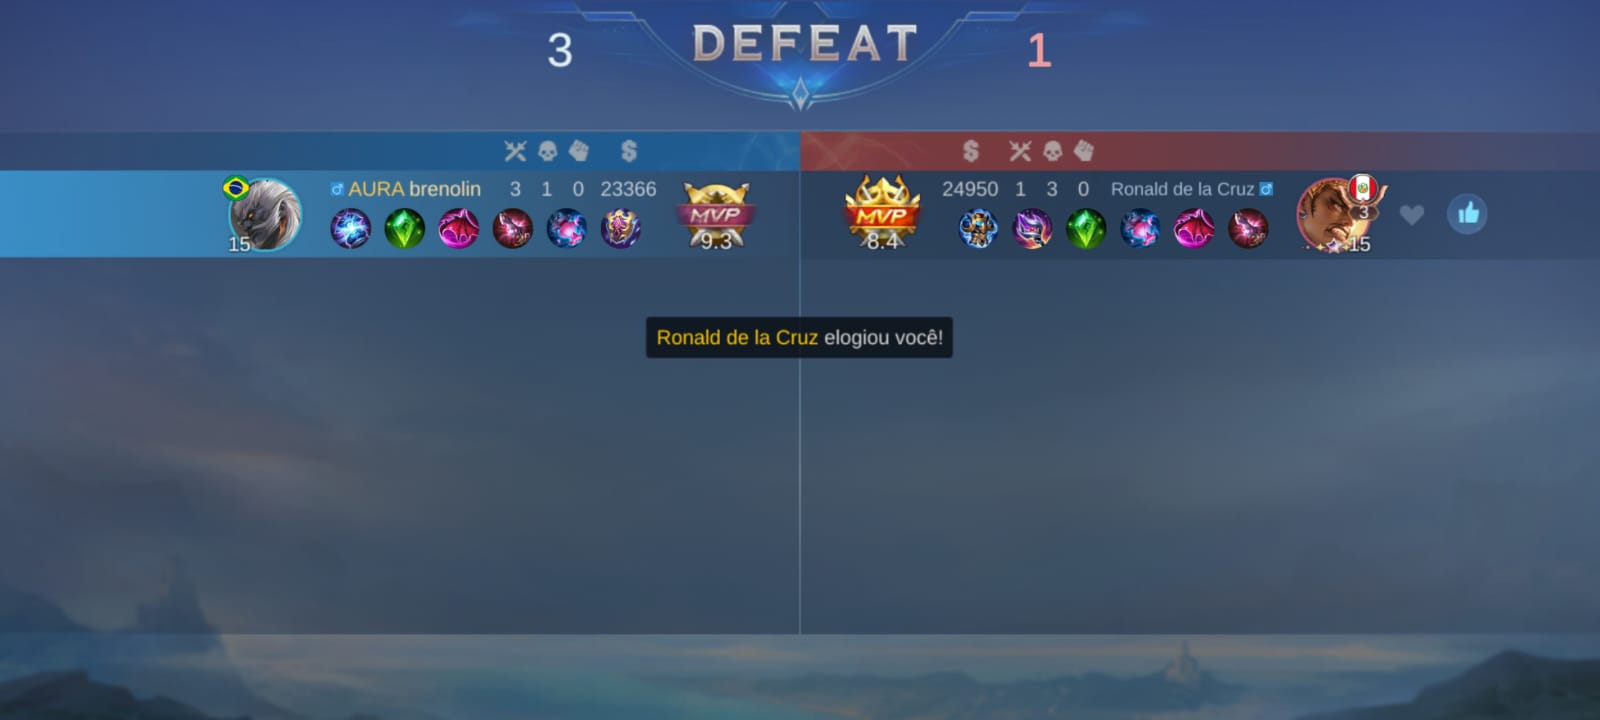 3 DEFEAT 1
$ $
AURA brenolin 3 1 0 23366 MVP 9.3 15
MVP 8.4 24950 1 3 0 Ronald de la Cruz 3 15
Ronald de la Cruz elogiou você!